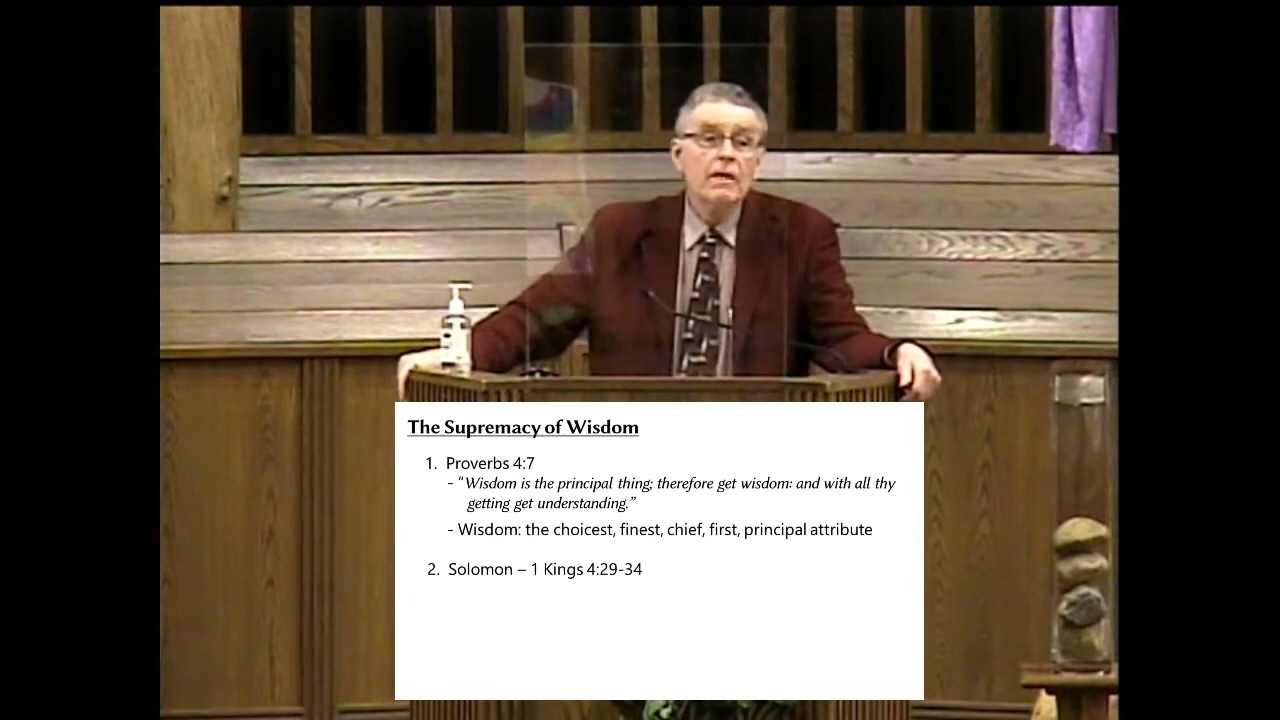 The Supremacy of Wisdom
1. Proverbs 4:7
- “Wisdom is the principal thing; therefore get wisdom: and with all thy
getting get understanding.”
- Wisdom: the choicest, finest, chief, first, principal attribute
2. Solomon – 1 Kings 4:29-34